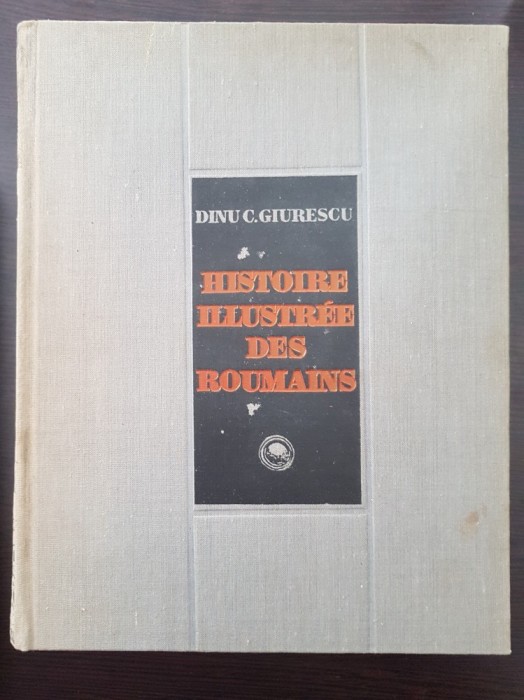 DINU C. GIURESCU
HISTOIRE
ILLUSTRÉE
DES
ROUMAINS